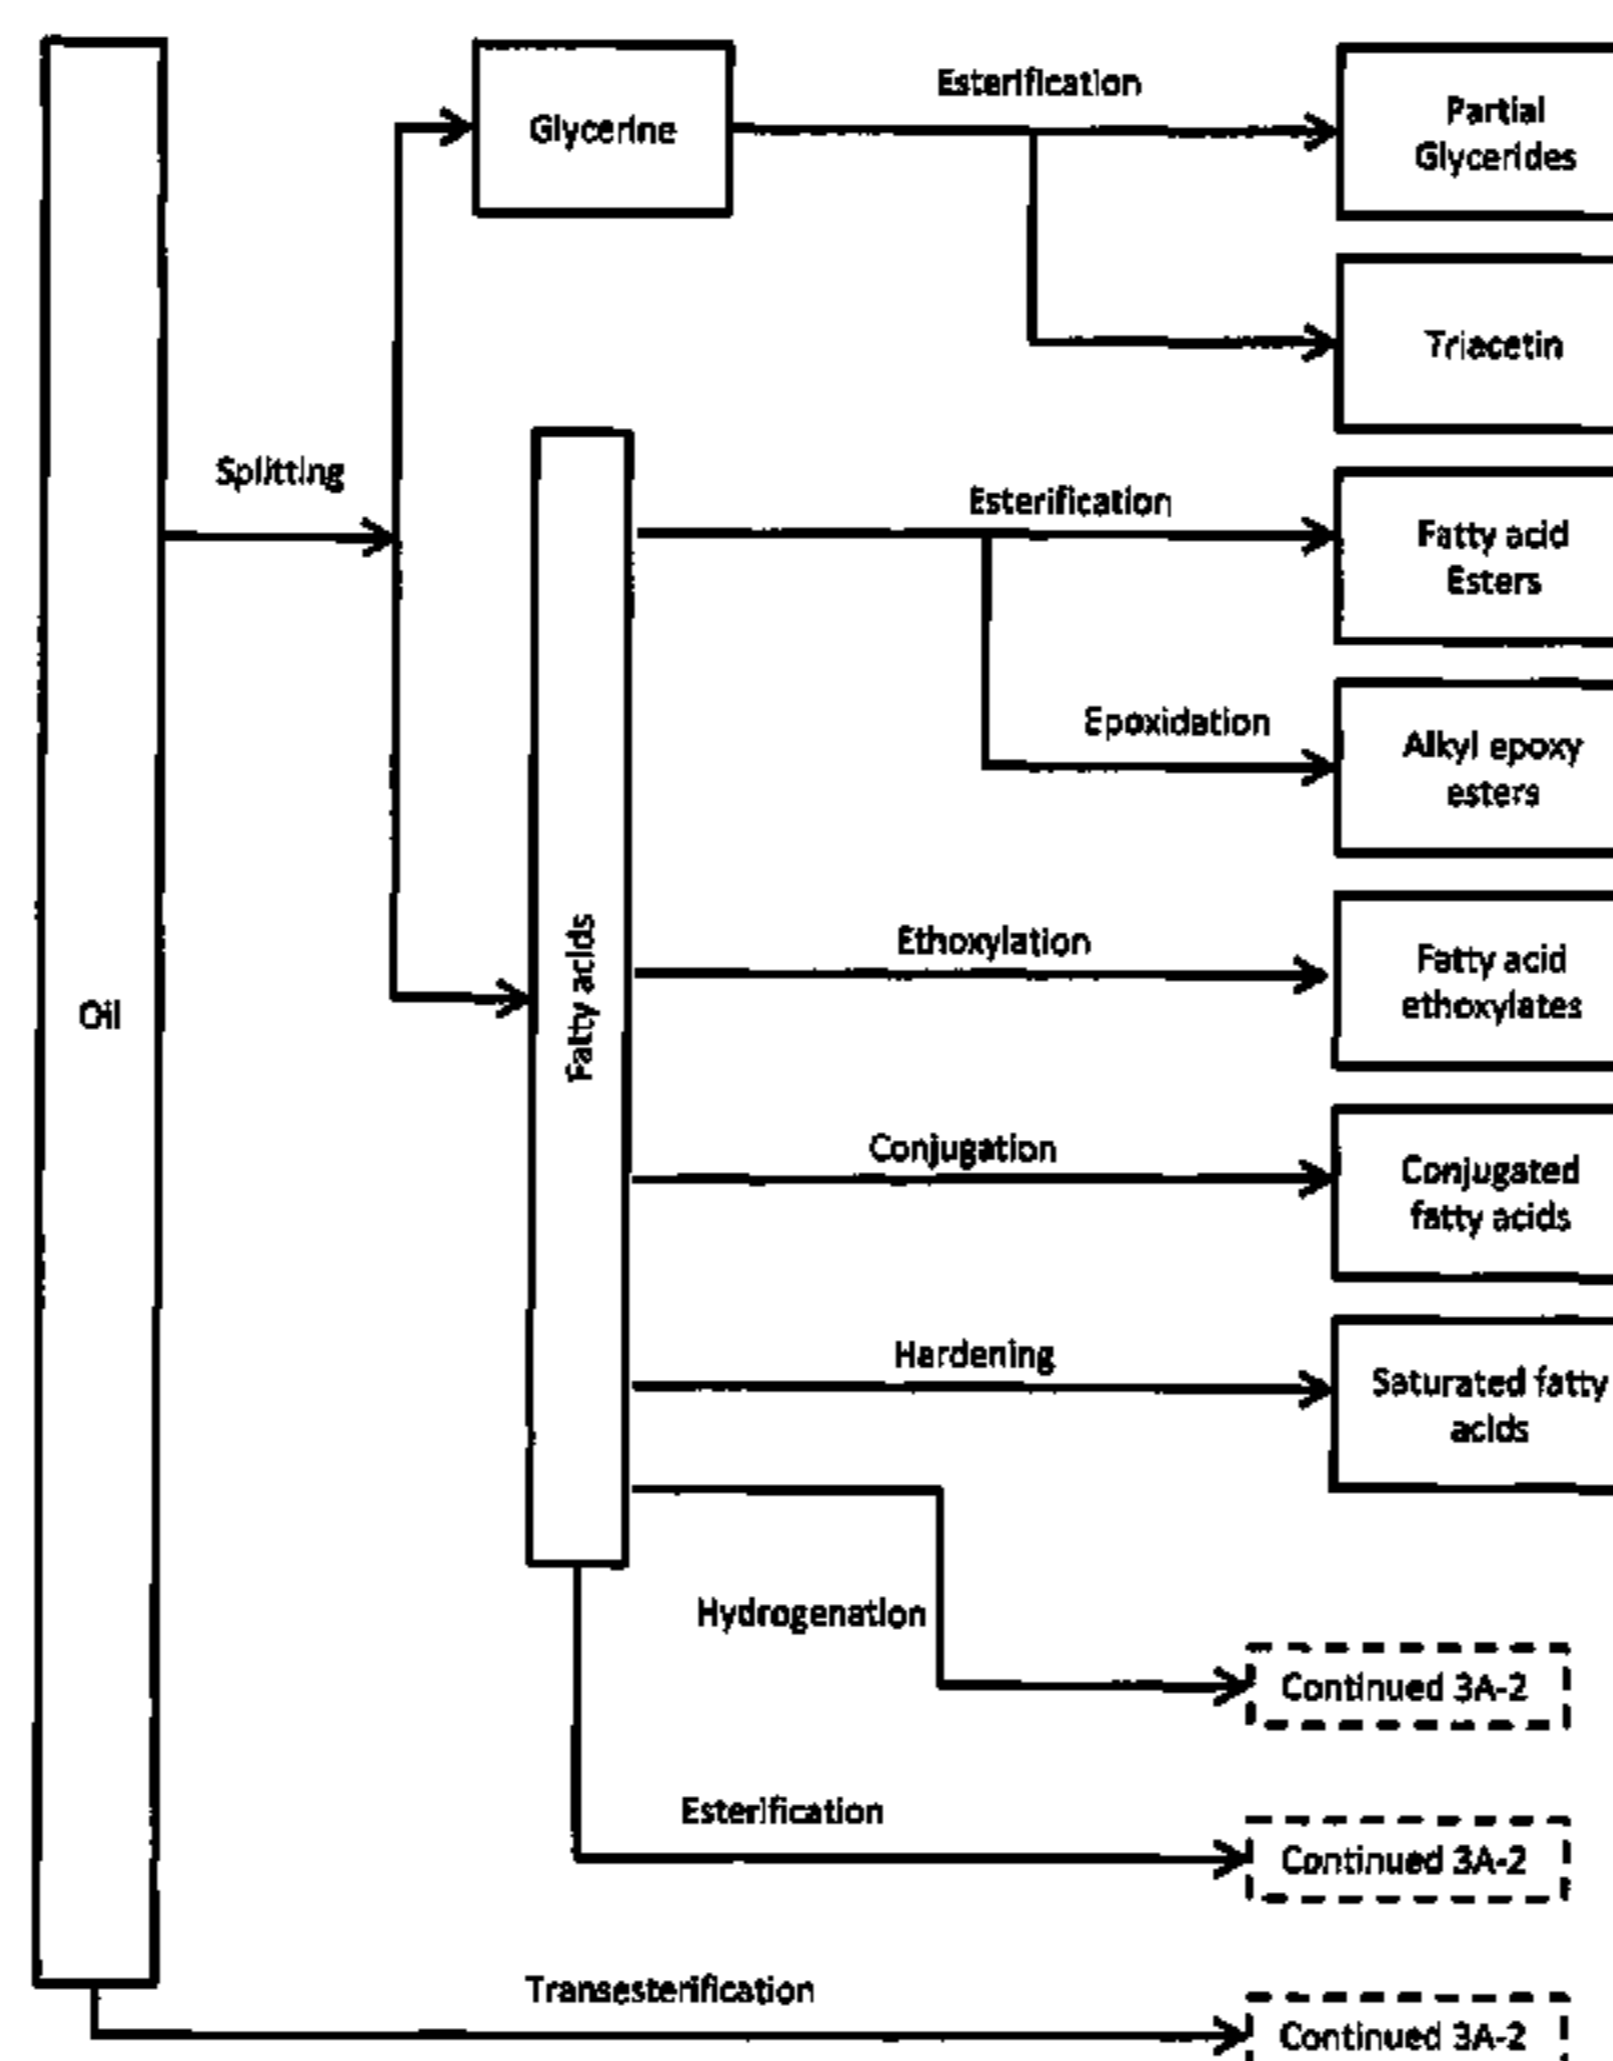 Esterification
Glycerine
Partial
Glycerides
Triacetin
Splitting
Esterification
Fatty acid
Esters
Epoxidation
Alkyl epoxy
esters
Oil
Fatty acids
Ethoxylation
Fatty acid
ethoxylates
Conjugation
Conjugated
fatty acids
Hardening
Saturated fatty
acids
Hydrogenation
Continued 3A-2
Esterification
Continued 3A-2
Transesterification
Continued 3A-2